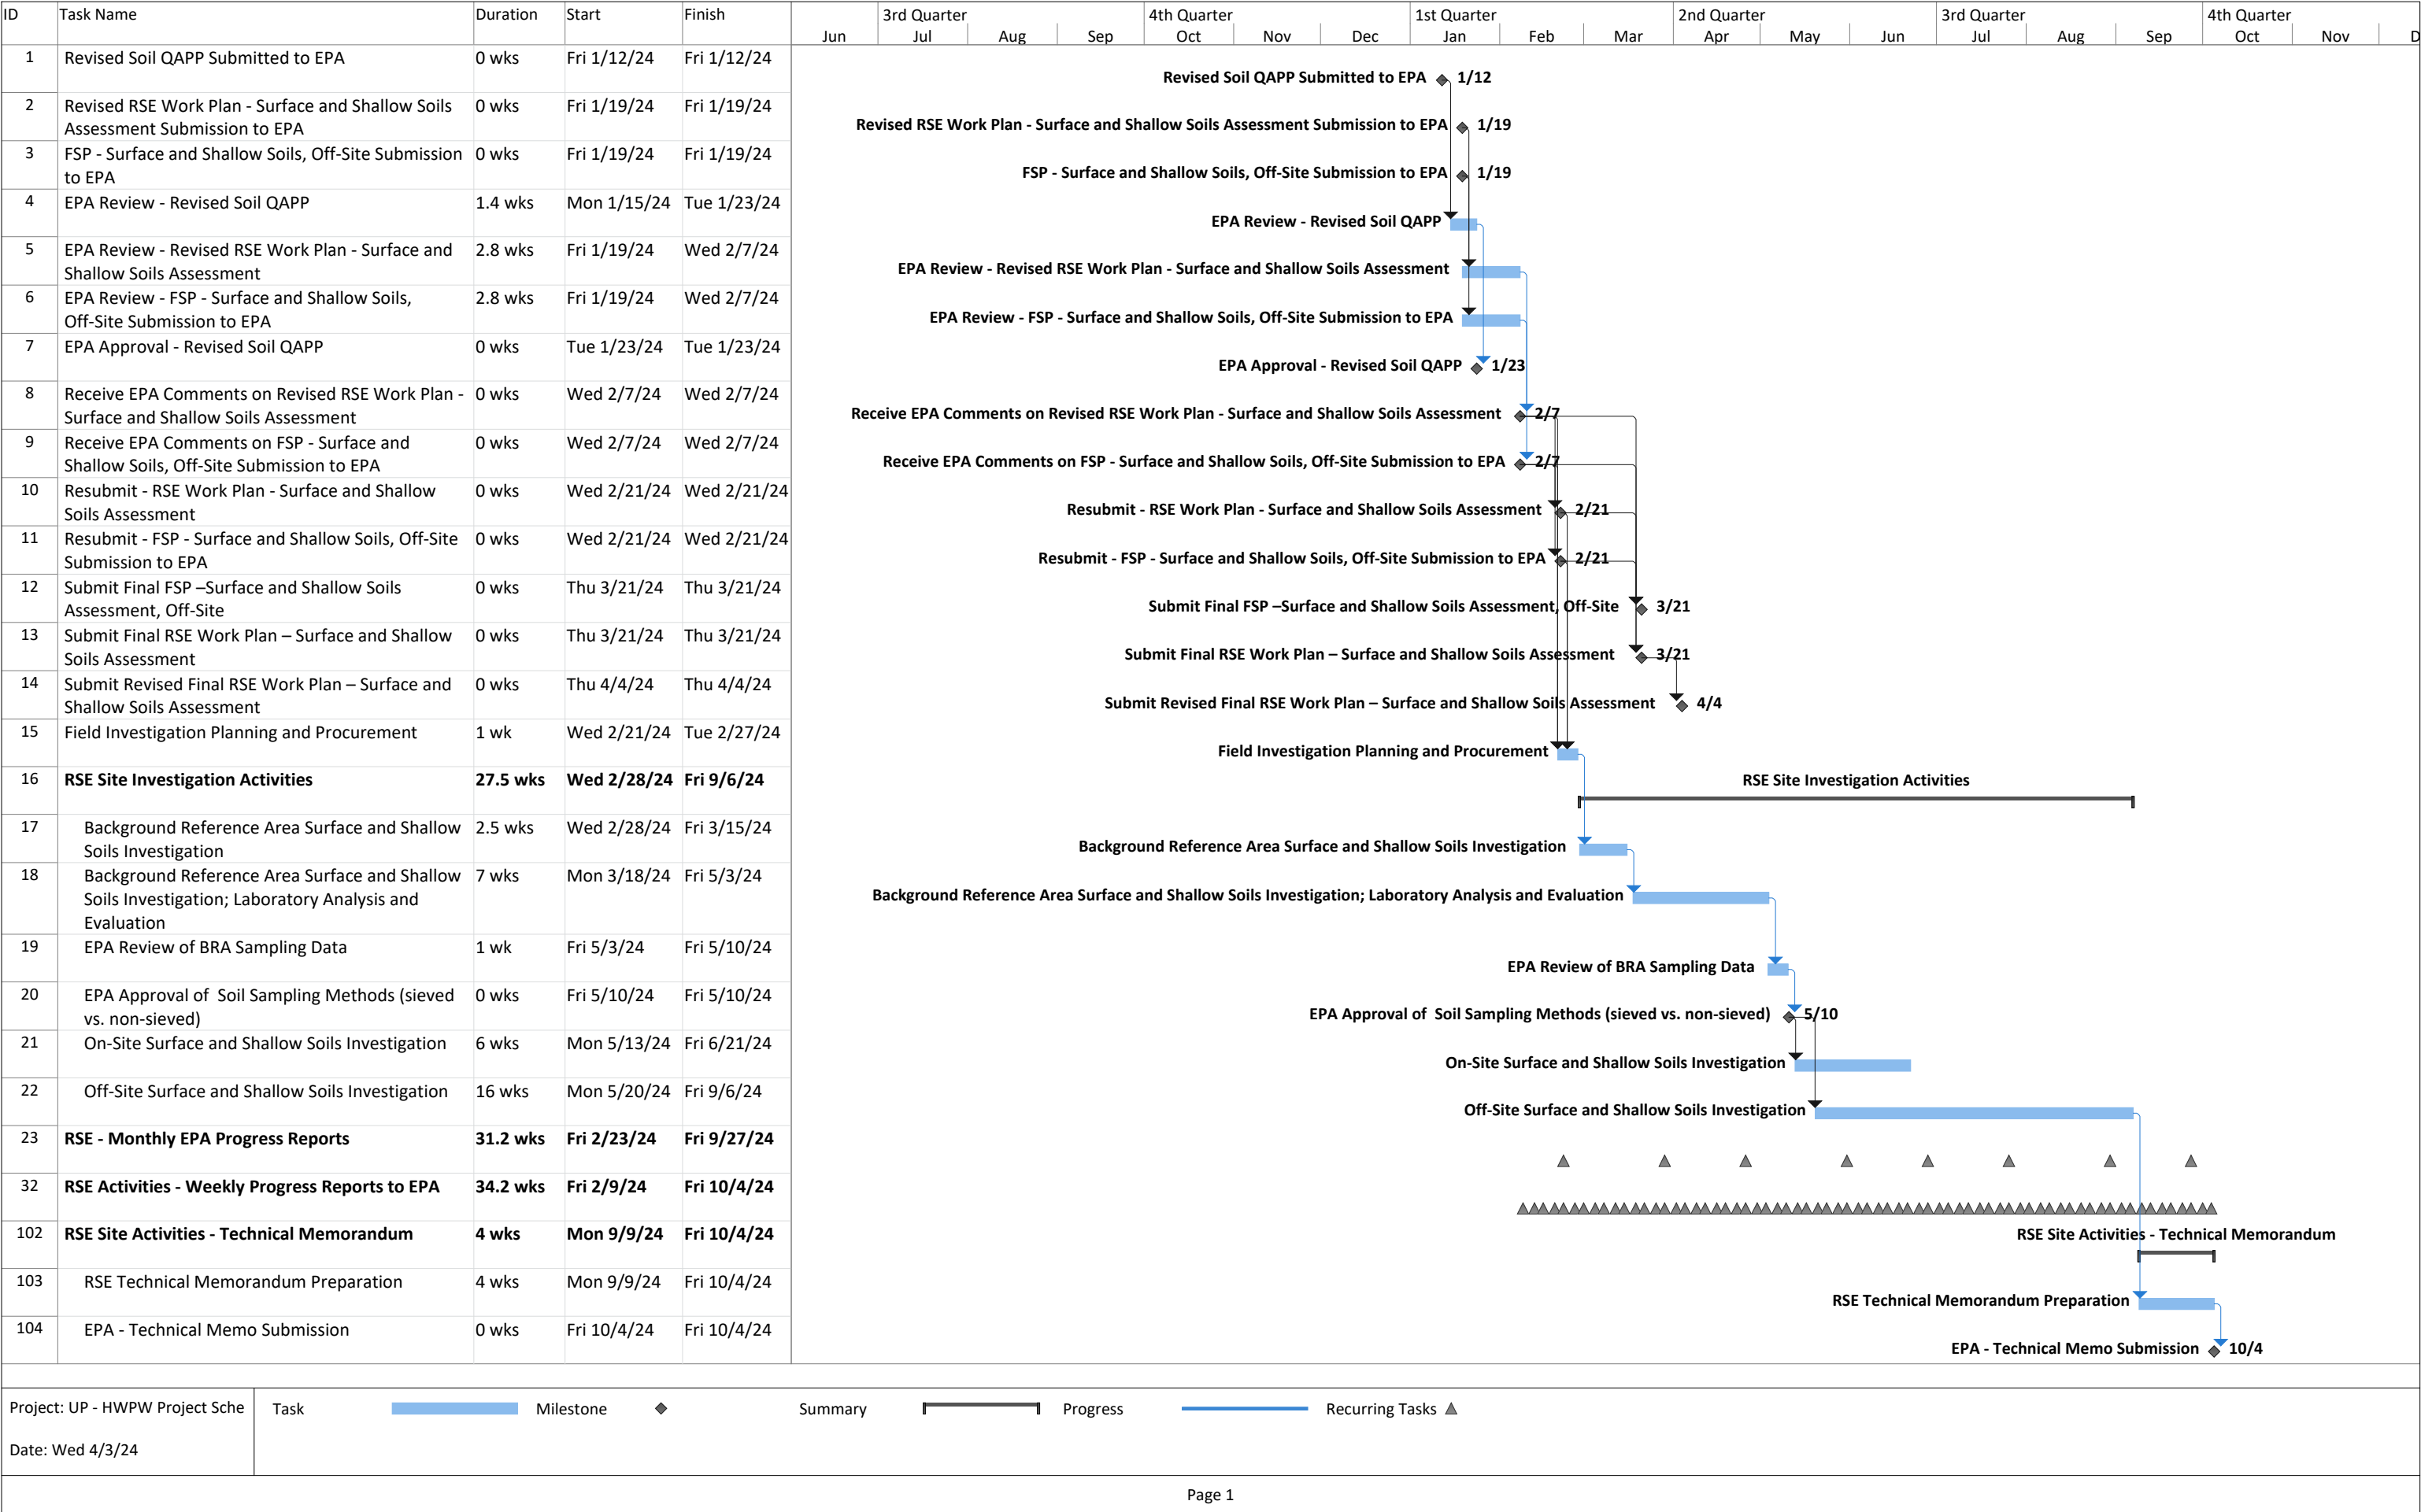 ID Task Name Duration Start Finish
3rd Quarter 4th Quarter 1st Quarter 2nd Quarter 3rd Quarter 4th Quarter
Jun Jul Aug Sep Oct Nov Dec Jan Feb Mar Apr May Jun Jul Aug Sep Oct Nov D
1 Revised Soil QAPP Submitted to EPA 0 wks Fri 1/12/24 Fri 1/12/24
Revised Soil QAPP Submitted to EPA 1/12
2 Revised RSE Work Plan - Surface and Shallow Soils 0 wks Fri 1/19/24 Fri 1/19/24
Assessment Submission to EPA
Revised RSE Work Plan - Surface and Shallow Soils Assessment Submission to EPA 1/19
3 FSP - Surface and Shallow Soils, Off-Site Submission 0 wks Fri 1/19/24 Fri 1/19/24
to EPA
FSP - Surface and Shallow Soils, Off-Site Submission to EPA 1/19
4 EPA Review - Revised Soil QAPP 1.4 wks Mon 1/15/24 Tue 1/23/24
EPA Review - Revised Soil QAPP
5 EPA Review - Revised RSE Work Plan - Surface and 2.8 wks Fri 1/19/24 Wed 2/7/24
Shallow Soils Assessment
EPA Review - Revised RSE Work Plan - Surface and Shallow Soils Assessment
6 EPA Review - FSP - Surface and Shallow Soils, 2.8 wks Fri 1/19/24 Wed 2/7/24
Off-Site Submission to EPA
EPA Review - FSP - Surface and Shallow Soils, Off-Site Submission to EPA
7 EPA Approval - Revised Soil QAPP 0 wks Tue 1/23/24 Tue 1/23/24
EPA Approval - Revised Soil QAPP 1/23
8 Receive EPA Comments on Revised RSE Work Plan - 0 wks Wed 2/7/24 Wed 2/7/24
Surface and Shallow Soils Assessment
Receive EPA Comments on Revised RSE Work Plan - Surface and Shallow Soils Assessment 2/7
9 Receive EPA Comments on FSP - Surface and 0 wks Wed 2/7/24 Wed 2/7/24
Shallow Soils, Off-Site Submission to EPA
Receive EPA Comments on FSP - Surface and Shallow Soils, Off-Site Submission to EPA 2/7
10 Resubmit - RSE Work Plan - Surface and Shallow 0 wks Wed 2/21/24 Wed 2/21/24
Soils Assessment
Resubmit - RSE Work Plan - Surface and Shallow Soils Assessment 2/21
11 Resubmit - FSP - Surface and Shallow Soils, Off-Site 0 wks Wed 2/21/24 Wed 2/21/24
Submission to EPA
Resubmit - FSP - Surface and Shallow Soils, Off-Site Submission to EPA 2/21
12 Submit Final FSP –Surface and Shallow Soils 0 wks Thu 3/21/24 Thu 3/21/24
Assessment, Off-Site
Submit Final FSP –Surface and Shallow Soils Assessment, Off-Site 3/21
13 Submit Final RSE Work Plan – Surface and Shallow 0 wks Thu 3/21/24 Thu 3/21/24
Soils Assessment
Submit Final RSE Work Plan – Surface and Shallow Soils Assessment 3/21
14 Submit Revised Final RSE Work Plan – Surface and 0 wks Thu 4/4/24 Thu 4/4/24
Shallow Soils Assessment
Submit Revised Final RSE Work Plan – Surface and Shallow Soils Assessment 4/4
15 Field Investigation Planning and Procurement 1 wk Wed 2/21/24 Tue 2/27/24
Field Investigation Planning and Procurement
16 RSE Site Investigation Activities 27.5 wks Wed 2/28/24 Fri 9/6/24
RSE Site Investigation Activities
17 Background Reference Area Surface and Shallow 2.5 wks Wed 2/28/24 Fri 3/15/24
Soils Investigation
Background Reference Area Surface and Shallow Soils Investigation
18 Background Reference Area Surface and Shallow 7 wks Mon 3/18/24 Fri 5/3/24
Soils Investigation; Laboratory Analysis and
Evaluation
Background Reference Area Surface and Shallow Soils Investigation; Laboratory Analysis and Evaluation
19 EPA Review of BRA Sampling Data 1 wk Fri 5/3/24 Fri 5/10/24
EPA Review of BRA Sampling Data
20 EPA Approval of Soil Sampling Methods (sieved 0 wks Fri 5/10/24 Fri 5/10/24
vs. non-sieved)
EPA Approval of Soil Sampling Methods (sieved vs. non-sieved) 5/10
21 On-Site Surface and Shallow Soils Investigation 6 wks Mon 5/13/24 Fri 6/21/24
On-Site Surface and Shallow Soils Investigation
22 Off-Site Surface and Shallow Soils Investigation 16 wks Mon 5/20/24 Fri 9/6/24
Off-Site Surface and Shallow Soils Investigation
23 RSE - Monthly EPA Progress Reports 31.2 wks Fri 2/23/24 Fri 9/27/24
32 RSE Activities - Weekly Progress Reports to EPA 34.2 wks Fri 2/9/24 Fri 10/4/24
102 RSE Site Activities - Technical Memorandum 4 wks Mon 9/9/24 Fri 10/4/24
RSE Site Activities - Technical Memorandum
103 RSE Technical Memorandum Preparation 4 wks Mon 9/9/24 Fri 10/4/24
RSE Technical Memorandum Preparation
104 EPA - Technical Memo Submission 0 wks Fri 10/4/24 Fri 10/4/24
EPA - Technical Memo Submission 10/4
Project: UP - HWPW Project Sche
Date: Wed 4/3/24
Task Milestone Summary Progress Recurring Tasks
Page 1